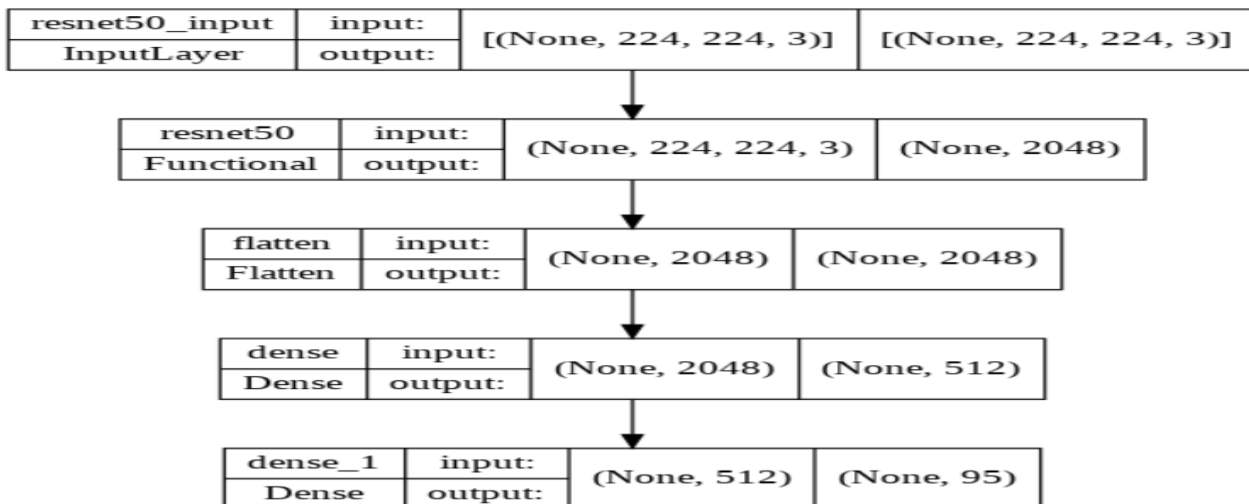 resnet50_input input: [(None, 224, 224, 3)] [(None, 224, 224, 3)]
InputLayer output:
resnet50 input: (None, 224, 224, 3) (None, 2048)
Functional output:
flatten input: (None, 2048) (None, 2048)
Flatten output:
dense input: (None, 2048) (None, 512)
Dense output:
dense_1 input: (None, 512) (None, 95)
Dense output: